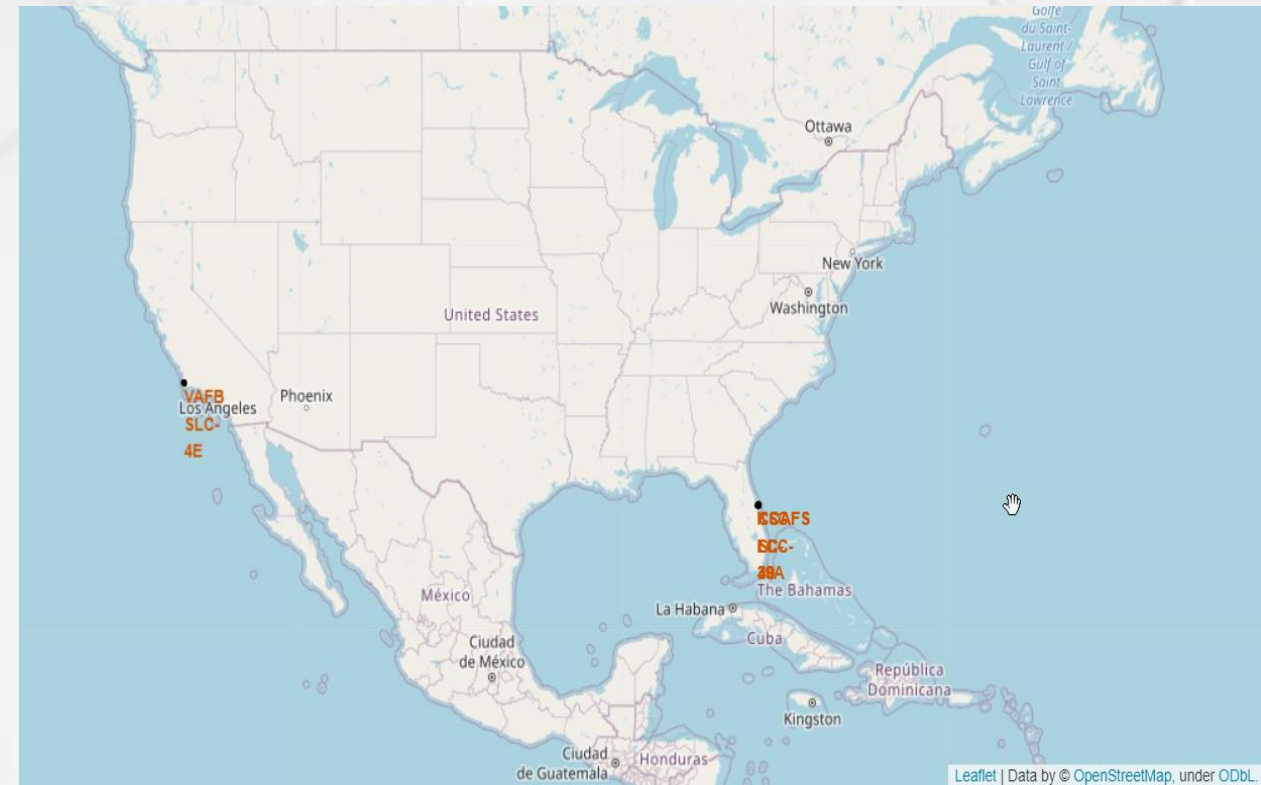 Golfe
du Saint-
Laurent /
Gulf of
Saint
Lawrence
Ottawa
New York
Washington
United States
VAFB
SLC-
4E
Los Angeles
Phoenix
The Bahamas
México
La Habana
Cuba
Ciudad
de México
República
Dominicana
Kingston
Ciudad
de Guatemala
Honduras
Leaflet | Data by © OpenStreetMap, under ODbL.